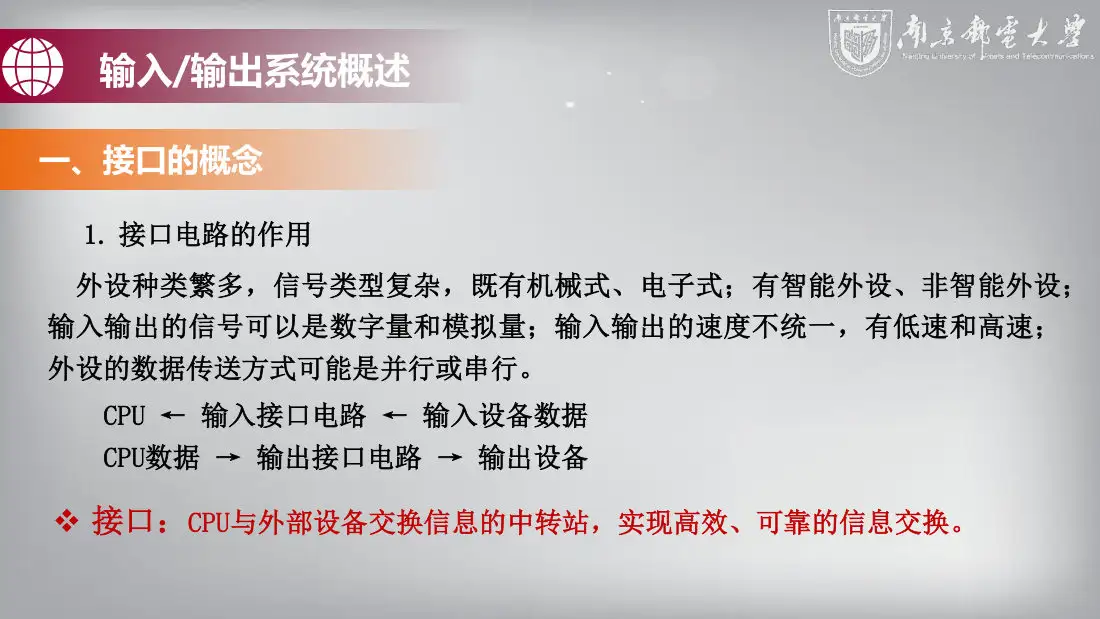 输入/输出系统概述
南京邮电大学
Nanjing University of Posts and Telecommunications
一、接口的概念
1. 接口电路的作用
外设种类繁多，信号类型复杂，既有机械式、电子式；有智能外设、非智能外设；
输入输出的信号可以是数字量和模拟量；输入输出的速度不统一，有低速和高速；
外设的数据传送方式可能是并行或串行。
CPU ← 输入接口电路 ← 输入设备数据
CPU数据 → 输出接口电路 → 输出设备
❖ 接口：CPU与外部设备交换信息的中转站，实现高效、可靠的信息交换。